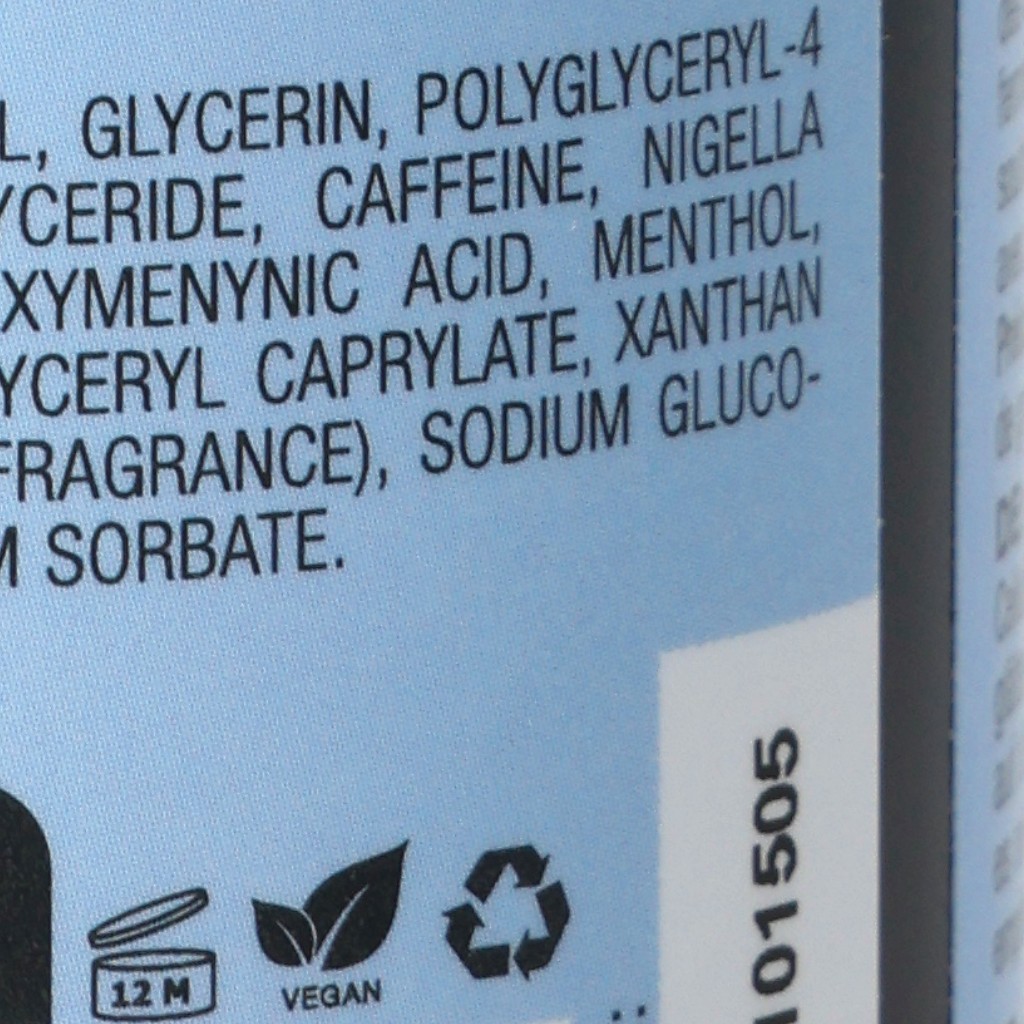 L, GLYCERIN, POLYGLYCERYL-4
YCERIDE, CAFFEINE, NIGELLA
XYMENYNIC ACID, MENTHOL,
YCERYL CAPRYLATE, XANTHAN
FRAGRANCE), SODIUM GLUCO-
M SORBATE.
12 M
VEGAN
101505